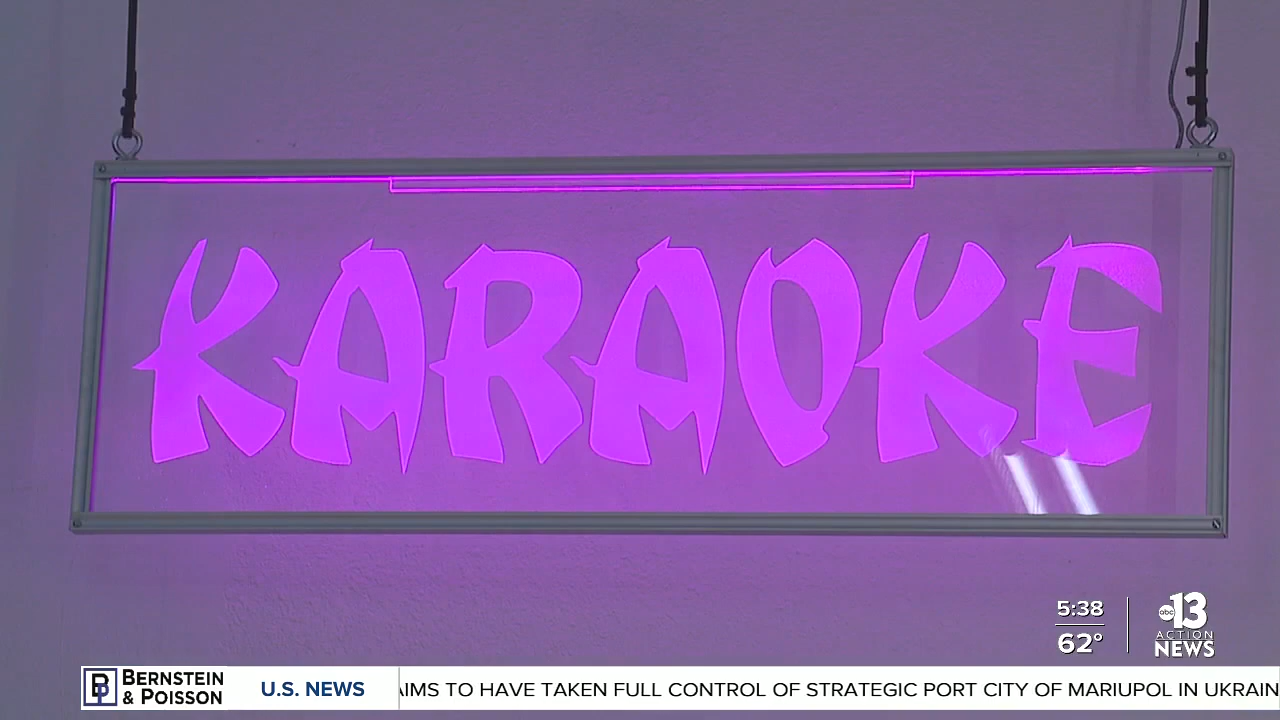 KARAOKE
5:38
62°
abc 13
ACTION
NEWS
BERNSTEIN
& POISSON
U.S. NEWS
AIMS TO HAVE TAKEN FULL CONTROL OF STRATEGIC PORT CITY OF MARIUPOL IN UKRAIN